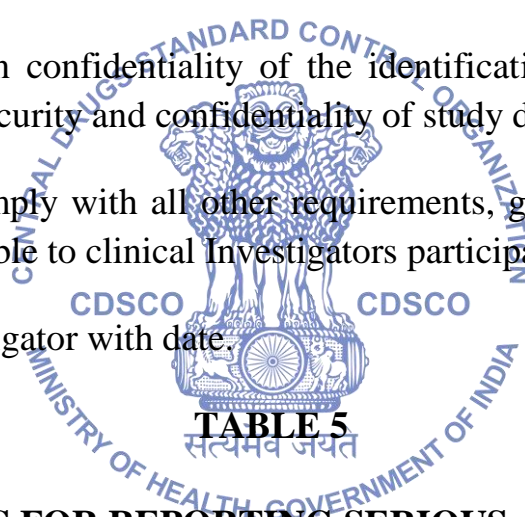 CENTRAL DRUGS STANDARD CONTROL ORGANIZATION
confidentiality of the identificati
curity and confidentiality of study d
ply with all other requirements, g
ble to clinical Investigators participa
CDSCO CDSCO
gator with date.
TABLE 5
सत्यमेव जयते
MINISTRY OF HEALTH, GOVERNMENT OF INDIA
FOR REPORTING SERIOUS